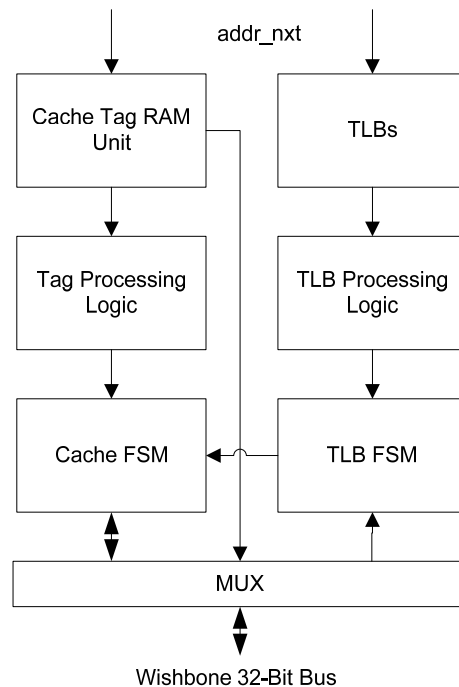 addr_nxt
Cache Tag RAM
Unit
TLBs
Tag Processing
Logic
TLB Processing
Logic
Cache FSM
TLB FSM
MUX
Wishbone 32-Bit Bus